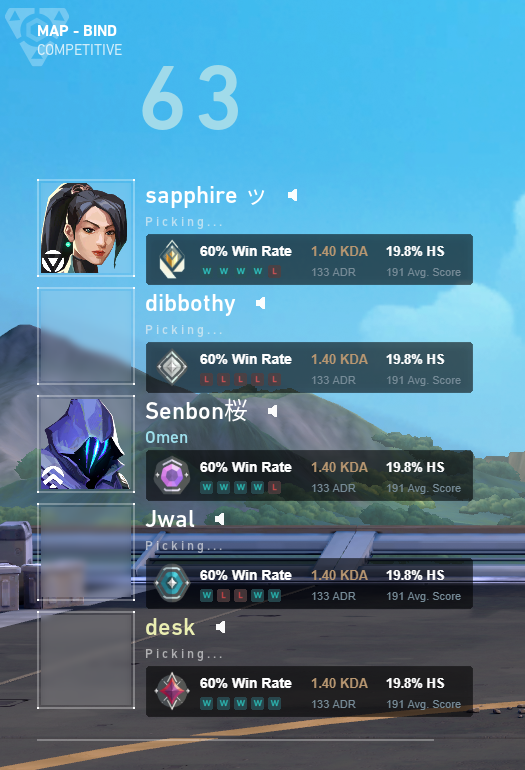 MAP - BIND
COMPETITIVE
63
sapphire ツ
Picking...
60% Win Rate 1.40 KDA 19.8% HS
W W W W L 133 ADR 191 Avg. Score
dibbothy
Picking...
60% Win Rate 1.40 KDA 19.8% HS
L L L L L 133 ADR 191 Avg. Score
Senbon桜
Omen
60% Win Rate 1.40 KDA 19.8% HS
W W W W L 133 ADR 191 Avg. Score
Jwal
Picking...
60% Win Rate 1.40 KDA 19.8% HS
W L L W W 133 ADR 191 Avg. Score
desk
Picking...
60% Win Rate 1.40 KDA 19.8% HS
W W W W W 133 ADR 191 Avg. Score